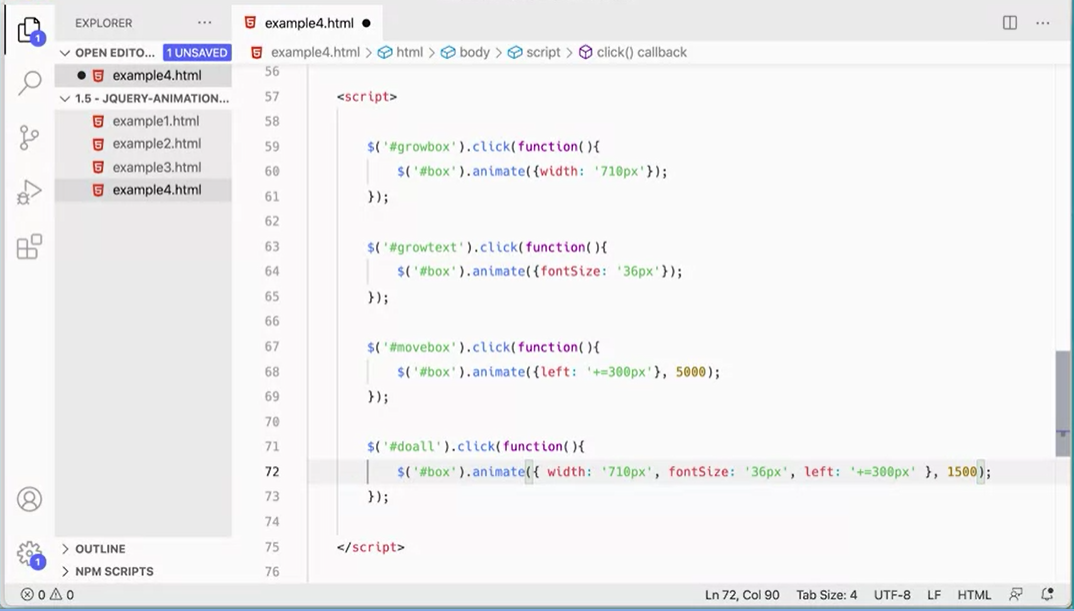 EXPLORER
example4.html
OPEN EDITO... 1 UNSAVED
example4.html > html > body > script > click() callback
example4.html
1.5 - JQUERY-ANIMATION...
example1.html
example2.html
example3.html
example4.html
56
57 <script>
58
59 $('#growbox').click(function(){
60 $('#box').animate({width: '710px'});
61 });
62
63 $('#growtext').click(function(){
64 $('#box').animate({fontSize: '36px'});
65 });
66
67 $('#movebox').click(function(){
68 $('#box').animate({left: '+=300px'}, 5000);
69 });
70
71 $('#doall').click(function(){
72 $('#box').animate({ width: '710px', fontSize: '36px', left: '+=300px' }, 1500);
73 });
74
75 </script>
76
1
1
OUTLINE
NPM SCRIPTS
0 0 Ln 72, Col 90 Tab Size: 4 UTF-8 LF HTML